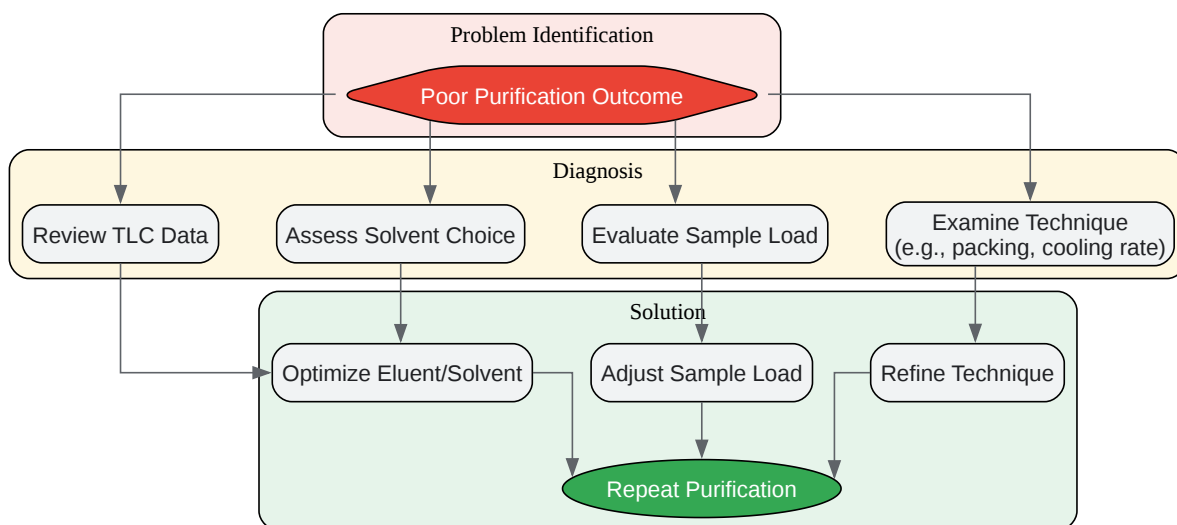 Problem Identification
Poor Purification Outcome
Diagnosis
Review TLC Data
Assess Solvent Choice
Evaluate Sample Load
Examine Technique
(e.g., packing, cooling rate)
Solution
Optimize Eluent/Solvent
Adjust Sample Load
Refine Technique
Repeat Purification